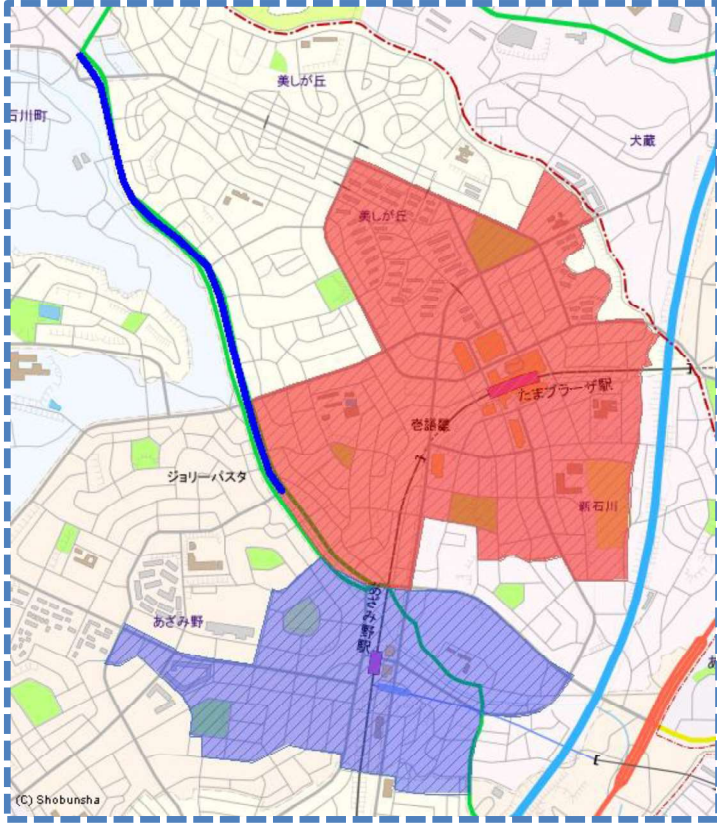 美しが丘
石川町
犬蔵
美しが丘
たまプラーザ駅
壱語屋
ジョリーパスタ
新石川
あざみ野
あざみ野駅
あ
(C) Shobunsha